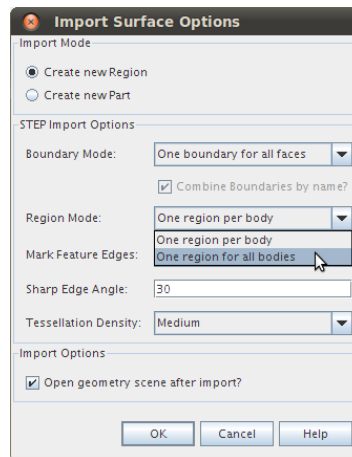 Import Surface Options
Import Mode
Create new Region
Create new Part
STEP Import Options
Boundary Mode: One boundary for all faces
Combine Boundaries by name?
Region Mode: One region per body
One region per body
Mark Feature Edges: One region for all bodies
Sharp Edge Angle: 30
Tessellation Density: Medium
Import Options
Open geometry scene after import?
OK Cancel Help